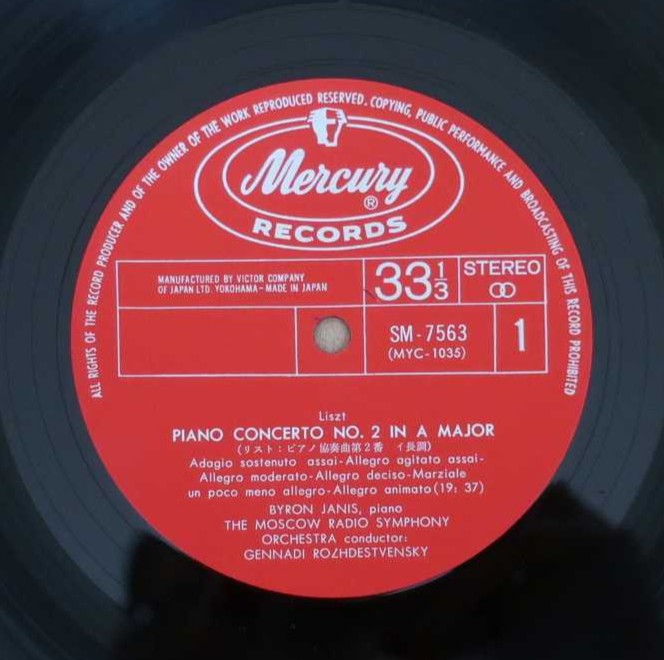 ALL RIGHTS OF THE RECORD PRODUCER AND OF THE OWNER OF THE WORK REPRODUCED RESERVED. COPYING, PUBLIC PERFORMANCE AND BROADCASTING OF THIS RECORD PROHIBITED
Mercury ®
RECORDS
MANUFACTURED BY VICTOR COMPANY
OF JAPAN LTD. YOKOHAMA-MADE IN JAPAN
33 1/3
STEREO
SM-7563
(MYC-1035)
1
Liszt
PIANO CONCERTO NO. 2 IN A MAJOR
(リスト:ピアノ協奏曲第2番 イ長調)
Adagio sostenuto assai-Allegro agitato assai-
Allegro moderato-Allegro deciso-Marziale
un poco meno allegro-Allegro animato(19: 37)
BYRON JANIS, piano
THE MOSCOW RADIO SYMPHONY
ORCHESTRA conductor:
GENNADI ROZHDESTVENSKY